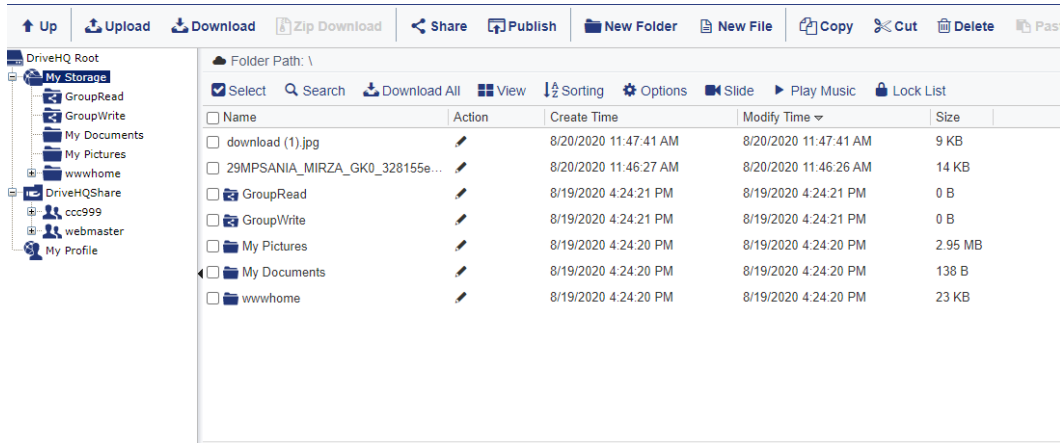 Up Upload Download Zip Download Share Publish New Folder New File Copy Cut Delete
DriveHQ Root
My Storage
GroupRead
GroupWrite
My Documents
My Pictures
wwwhome
DriveHQShare
ccc999
webmaster
My Profile
Folder Path: \
Select Search Download All View Sorting Options Slide Play Music Lock List
Name Action Create Time Modify Time Size
download (1).jpg 8/20/2020 11:47:41 AM 8/20/2020 11:47:41 AM 9 KB
29MPSANIA_MIRZA_GK0_328155e... 8/20/2020 11:46:27 AM 8/20/2020 11:46:26 AM 14 KB
GroupRead 8/19/2020 4:24:21 PM 8/19/2020 4:24:21 PM 0 B
GroupWrite 8/19/2020 4:24:21 PM 8/19/2020 4:24:21 PM 0 B
My Pictures 8/19/2020 4:24:20 PM 8/19/2020 4:24:20 PM 2.95 MB
My Documents 8/19/2020 4:24:20 PM 8/19/2020 4:24:20 PM 138 B
wwwhome 8/19/2020 4:24:20 PM 8/19/2020 4:24:20 PM 23 KB